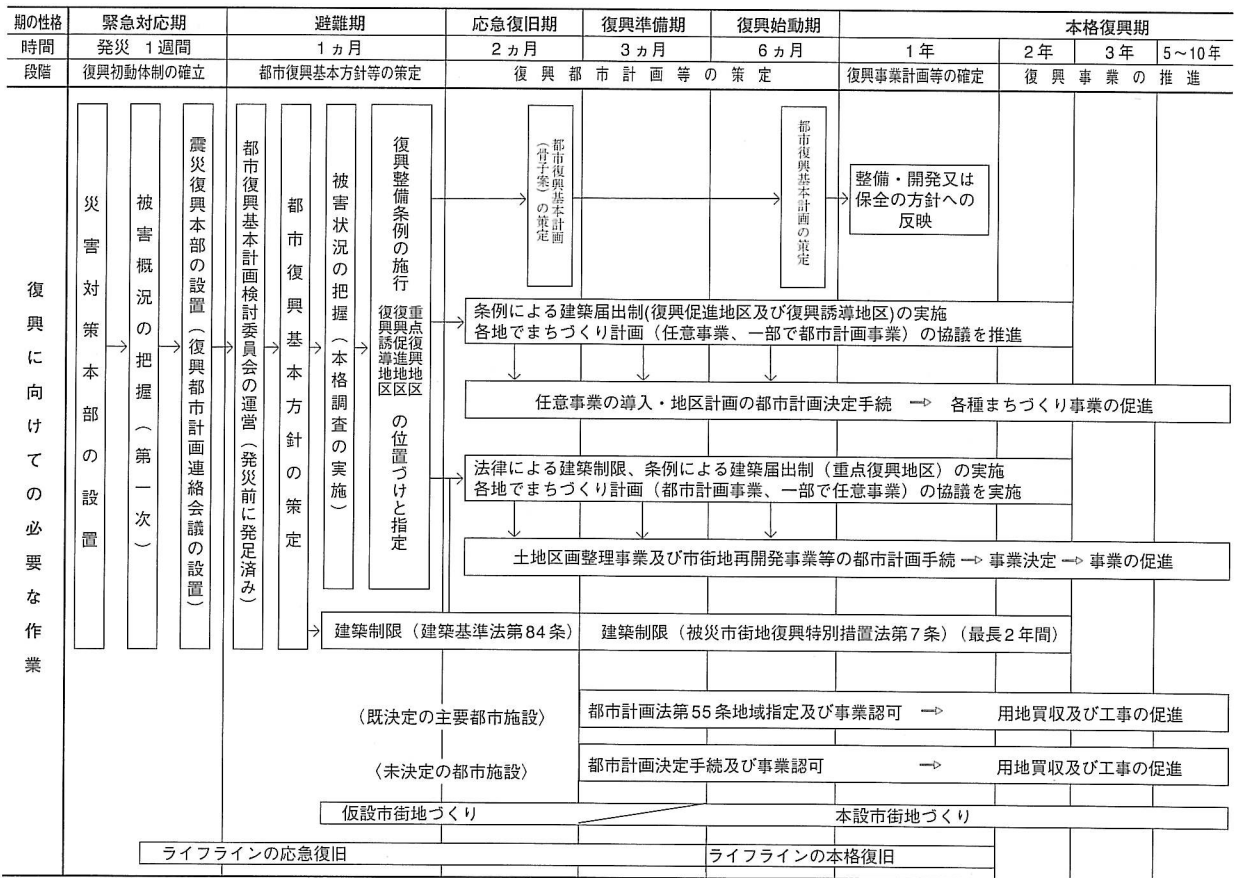 期の性格 緊急対応期 避難期 応急復旧期 復興準備期 復興始動期 本格復興期
時間 発災 1週間 1ヵ月 2ヵ月 3ヵ月 6ヵ月 1年 2年 3年 5～10年
段階 復興初動体制の確立 都市復興基本方針等の策定 復興都市計画等の策定 復興事業計画等の確定 復興事業の推進
復興に向けての必要な作業
災害対策本部の設置
被害概況の把握（第一次）
震災復興本部の設置（復興都市計画連絡会議の設置）
都市復興基本計画検討委員会の運営（発災前に発足済み）
都市復興基本方針の策定
被害状況の把握（本格調査の実施）
復興整備条例の施行
重点復興地区
復興促進地区
復興誘導地区
の位置づけと指定
都市復興基本計画
（骨子案）の策定
都市復興基本計画の策定
整備・開発又は
保全の方針への
反映
条例による建築届出制(復興促進地区及び復興誘導地区)の実施
各地でまちづくり計画（任意事業、一部で都市計画事業）の協議を推進
任意事業の導入・地区計画の都市計画決定手続 → 各種まちづくり事業の促進
法律による建築制限、条例による建築届出制（重点復興地区）の実施
各地でまちづくり計画（都市計画事業、一部で任意事業）の協議を実施
土地区画整理事業及び市街地再開発事業等の都市計画手続 → 事業決定 → 事業の促進
建築制限（建築基準法第84条） 建築制限（被災市街地復興特別措置法第7条）（最長2年間）
〈既決定の主要都市施設〉 都市計画法第55条地域指定及び事業認可 → 用地買収及び工事の促進
〈未決定の都市施設〉 都市計画決定手続及び事業認可 → 用地買収及び工事の促進
仮設市街地づくり 本設市街地づくり
ライフラインの応急復旧 ライフラインの本格復旧